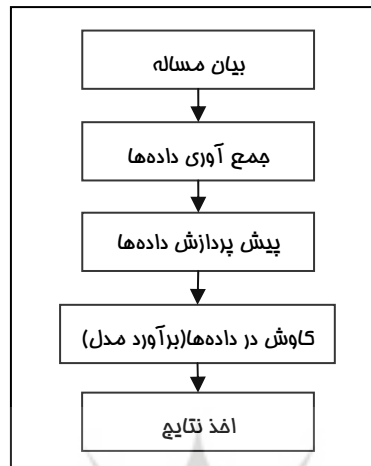 بیان مساله
جمع آوری داده‌ها
پیش پردازش داده‌ها
کاوش در داده‌ها(برآورد مدل)
اخذ نتایج